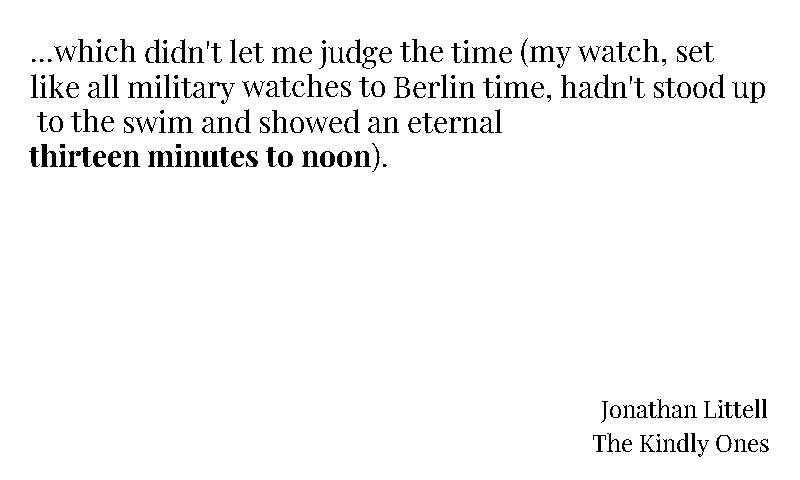 ...which didn't let me judge the time (my watch, set
like all military watches to Berlin time, hadn't stood up
to the swim and showed an eternal
thirteen minutes to noon).
Jonathan Littell
The Kindly Ones